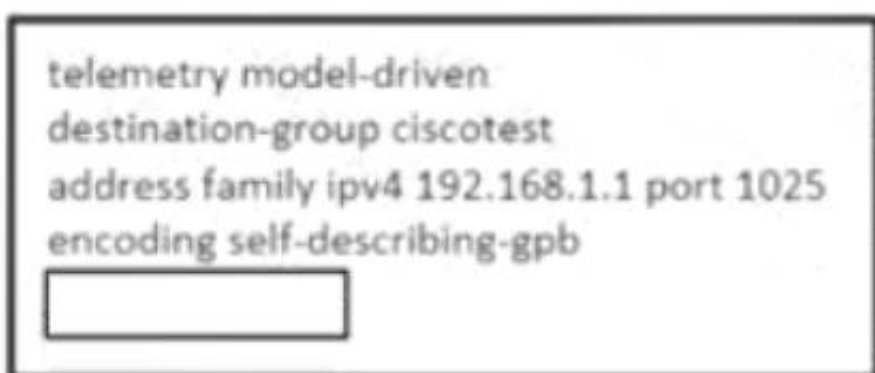 telemetry model-driven
destination-group ciscotest
address family ipv4 192.168.1.1 port 1025
encoding self-describing-gpb